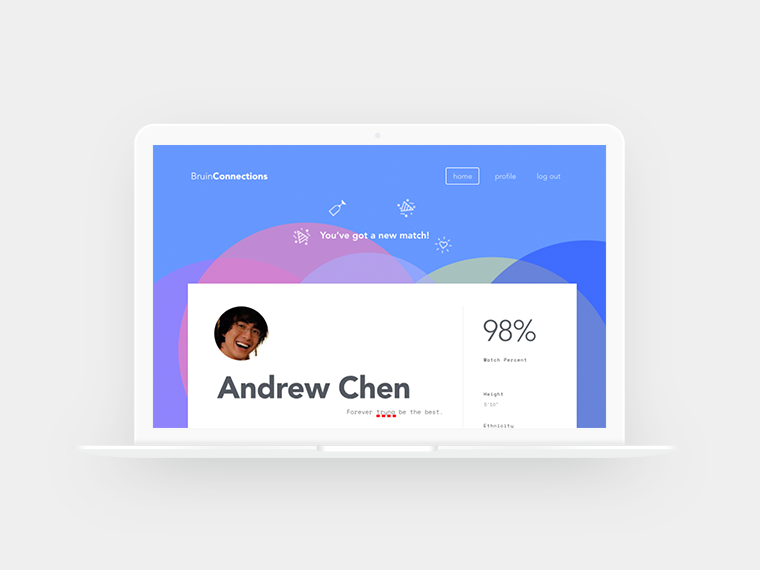 BruinConnections
home profile log out
You've got a new match!
98%
Match Percent
Andrew Chen
Forever trung be the best.
Height
5'10"
Ethnicity